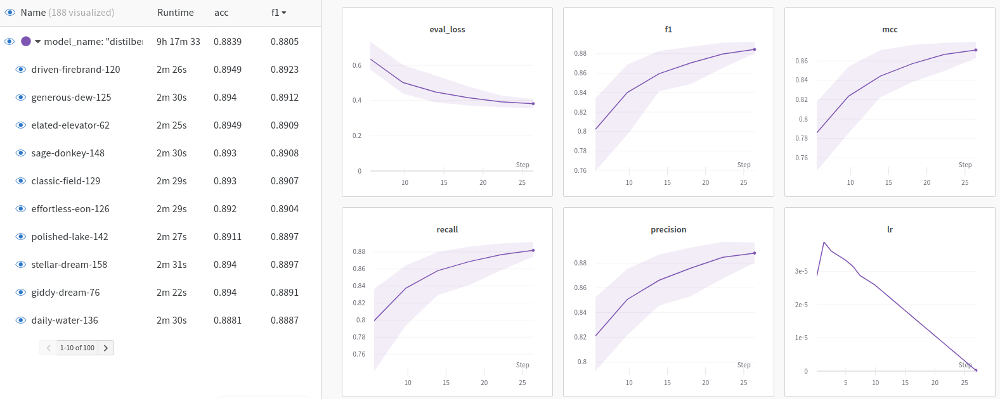 Name (188 visualized) Runtime acc f1
model_name: "distilber 9h 17m 33 0.8839 0.8805
driven-firebrand-120 2m 26s 0.8949 0.8923
generous-dew-125 2m 30s 0.894 0.8912
elated-elevator-62 2m 25s 0.8949 0.8909
sage-donkey-148 2m 30s 0.893 0.8908
classic-field-129 2m 29s 0.893 0.8907
effortless-eon-126 2m 29s 0.892 0.8904
polished-lake-142 2m 27s 0.8911 0.8897
stellar-dream-158 2m 31s 0.894 0.8897
giddy-dream-76 2m 22s 0.894 0.8891
daily-water-136 2m 30s 0.8881 0.8887
1-10 of 100
eval_loss
0.6
0.4
0.2
0
Step
10 15 20 25
f1
0.88
0.86
0.84
0.82
0.8
0.78
0.76
Step
10 15 20 25
mcc
0.86
0.84
0.82
0.8
0.78
0.76
Step
10 15 20 25
recall
0.88
0.86
0.84
0.82
0.8
0.78
0.76
Step
10 15 20 25
precision
0.88
0.86
0.84
0.82
0.8
Step
10 15 20 25
lr
3e-5
2e-5
1e-5
0
Step
5 10 15 20 25